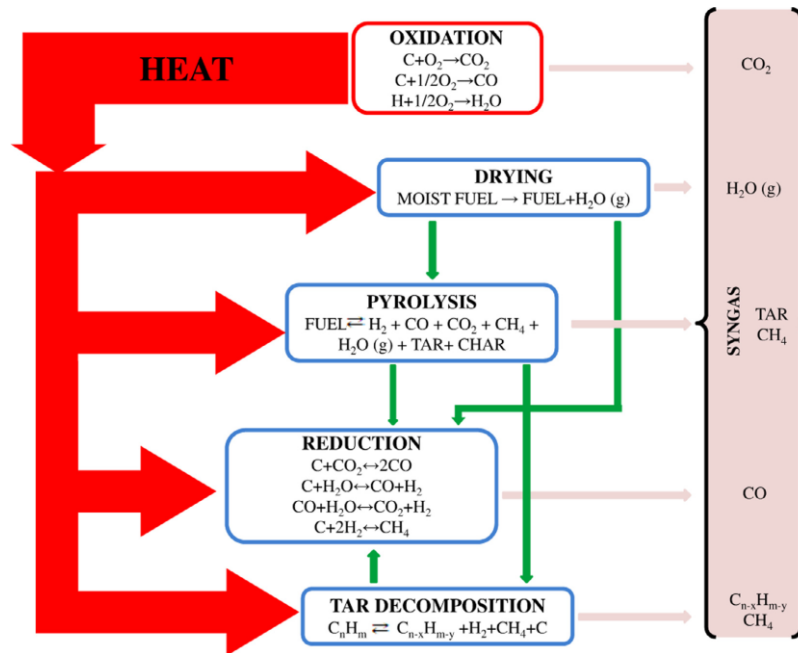 OXIDATION
C+O₂→CO₂
C+1/2O₂→CO
H+1/2O₂→H₂O
HEAT
CO₂
DRYING
MOIST FUEL → FUEL+H₂O (g)
H₂O (g)
PYROLYSIS
FUEL⇄ H₂ + CO + CO₂ + CH₄ +
H₂O (g) + TAR+ CHAR
SYNGAS
TAR
CH₄
REDUCTION
C+CO₂↔2CO
C+H₂O↔CO+H₂
CO+H₂O↔CO₂+H₂
C+2H₂↔CH₄
CO
TAR DECOMPOSITION
CₙHₘ ⇄ Cₙ₋ₓHₘ₋y +H₂+CH₄+C
Cₙ₋ₓHₘ₋y
CH₄